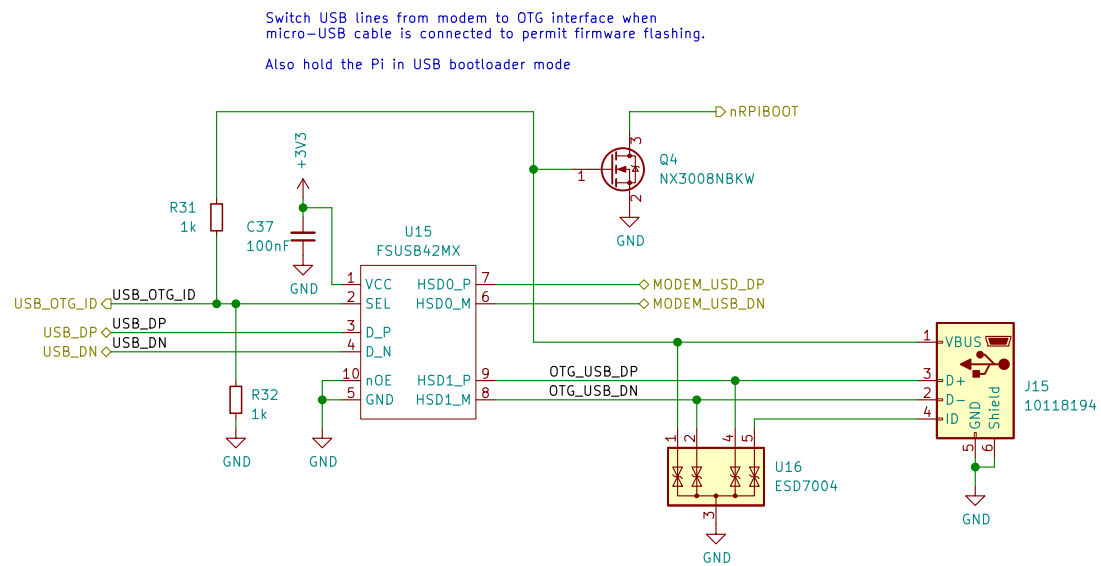 Switch USB lines from modem to OTG interface when
micro-USB cable is connected to permit firmware flashing.
Also hold the Pi in USB bootloader mode
nRPIBOOT
3
Q4
NX3008NBKW
1
2
GND
+3V3
R31
1k
C37
100nF
GND
U15
FSUSB42MX
1 VCC HSD0_P 7 MODEM_USD_DP
USB_OTG_ID USB_OTG_ID 2 SEL HSD0_M 6 MODEM_USB_DN
USB_DP USB_DP 3 D_P
USB_DN USB_DN 4 D_N
10 nOE HSD1_P 9 OTG_USB_DP
5 GND HSD1_M 8 OTG_USB_DN
R32
1k
GND
GND
1 VBUS
3 D+
2 D-
4 ID
GND
Shield
5
6
J15
10118194
GND
1
2
4
5
U16
ESD7004
3
GND